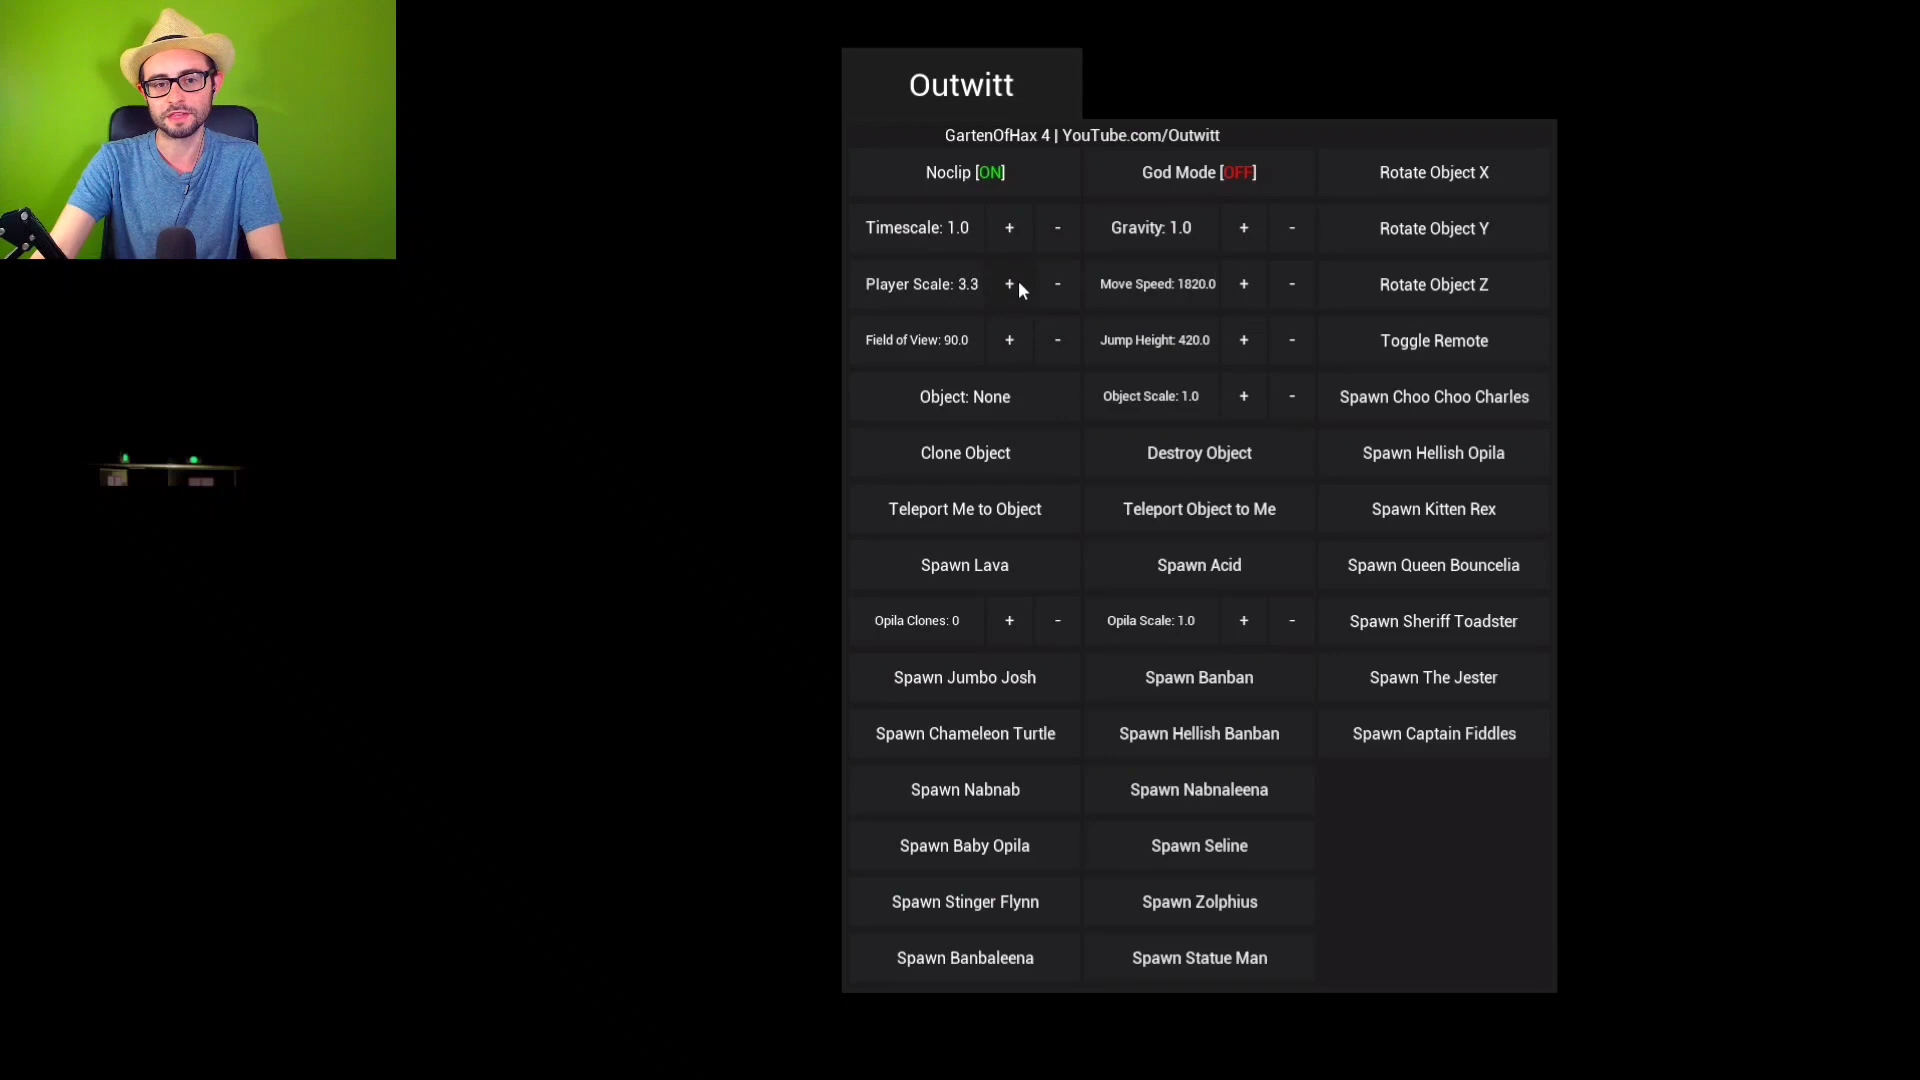 Outwitt
GartenOfHax 4 | YouTube.com/Outwitt
Noclip [ON] God Mode [OFF] Rotate Object X
Timescale: 1.0 + - Gravity: 1.0 + - Rotate Object Y
Player Scale: 3.3 + - Move Speed: 1820.0 + - Rotate Object Z
Field of View: 90.0 + - Jump Height: 420.0 + - Toggle Remote
Object: None Object Scale: 1.0 + - Spawn Choo Choo Charles
Clone Object Destroy Object Spawn Hellish Opila
Teleport Me to Object Teleport Object to Me Spawn Kitten Rex
Spawn Lava Spawn Acid Spawn Queen Bouncelia
Opila Clones: 0 + - Opila Scale: 1.0 + - Spawn Sheriff Toadster
Spawn Jumbo Josh Spawn Banban Spawn The Jester
Spawn Chameleon Turtle Spawn Hellish Banban Spawn Captain Fiddles
Spawn Nabnab Spawn Nabnaleena
Spawn Baby Opila Spawn Seline
Spawn Stinger Flynn Spawn Zolphius
Spawn Banbaleena Spawn Statue Man